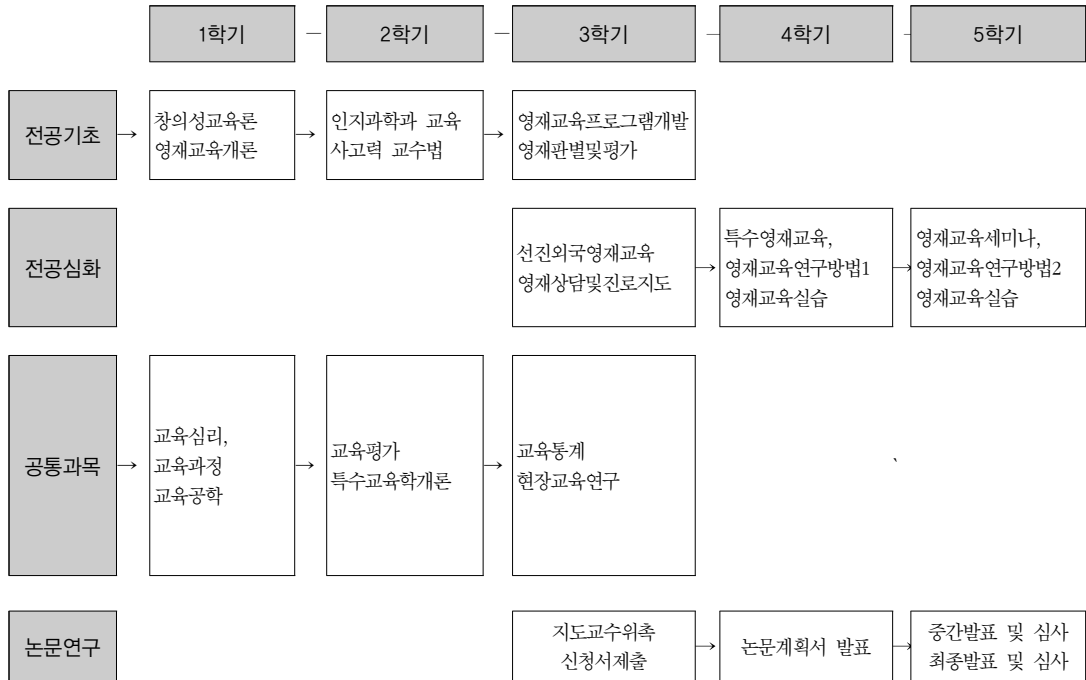 1학기 — 2학기 — 3학기 — 4학기 — 5학기
전공기초 →
창의성교육론
영재교육개론
→
인지과학과 교육
사고력 교수법
→
영재교육프로그램개발
영재판별및평가
전공심화
선진외국영재교육
영재상담및진로지도
→
특수영재교육,
영재교육연구방법1
영재교육실습
→
영재교육세미나,
영재교육연구방법2
영재교육실습
공통과목 →
교육심리,
교육과정
교육공학
→
교육평가
특수교육학개론
→
교육통계
현장교육연구
논문연구
지도교수위촉
신청서제출
→
논문계획서 발표
→
중간발표 및 심사
최종발표 및 심사